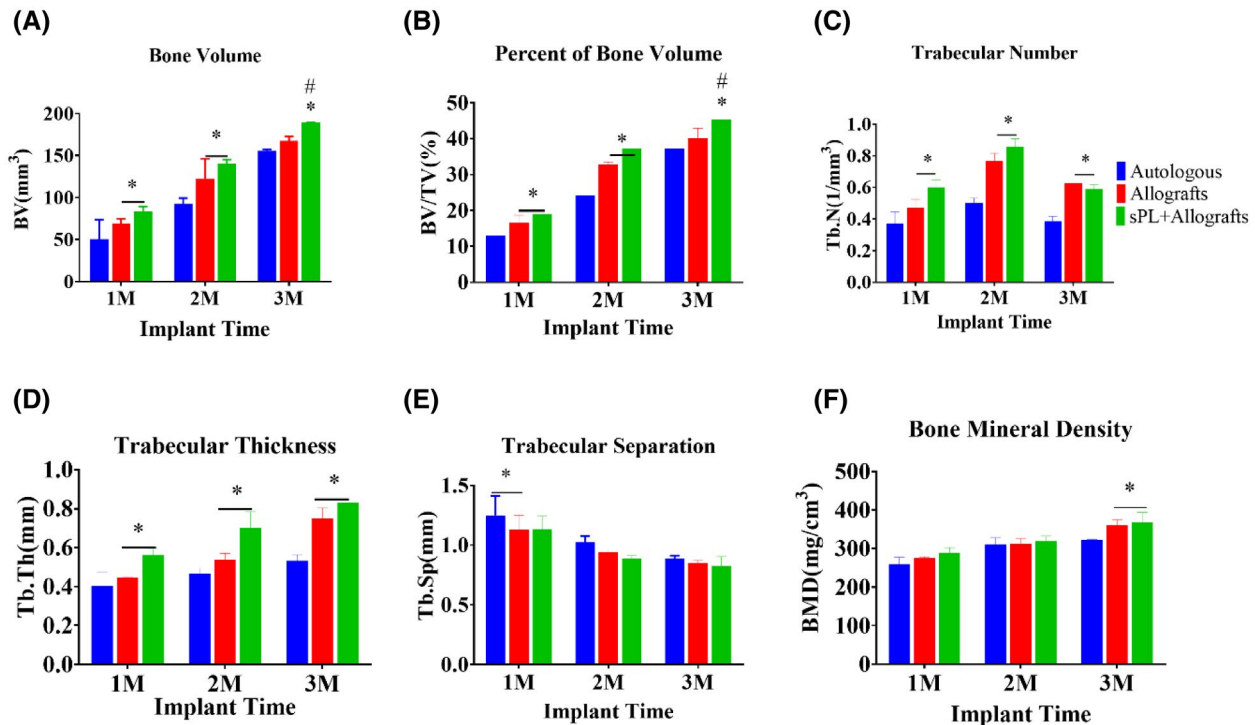 (A)
Bone Volume
BV(mm³)
200
150
100
50
0
*
*
#
*
1M
2M
3M
Implant Time
(B)
Percent of Bone Volume
BV/TV(%)
50
40
30
20
10
0
*
*
#
*
1M
2M
3M
Implant Time
(C)
Trabecular Number
Tb.N(1/mm³)
1.0
0.8
0.6
0.4
0.2
0.0
*
*
*
1M
2M
3M
Implant Time
Autologous
Allografts
sPL+Allografts
(D)
Trabecular Thickness
Tb.Th(mm)
1.0
0.8
0.6
0.4
0.2
0.0
*
*
*
1M
2M
3M
Implant Time
(E)
Trabecular Separation
Tb.Sp(mm)
1.5
1.0
0.5
0.0
*
1M
2M
3M
Implant Time
(F)
Bone Mineral Density
BMD(mg/cm³)
500
400
300
200
100
0
*
1M
2M
3M
Implant Time